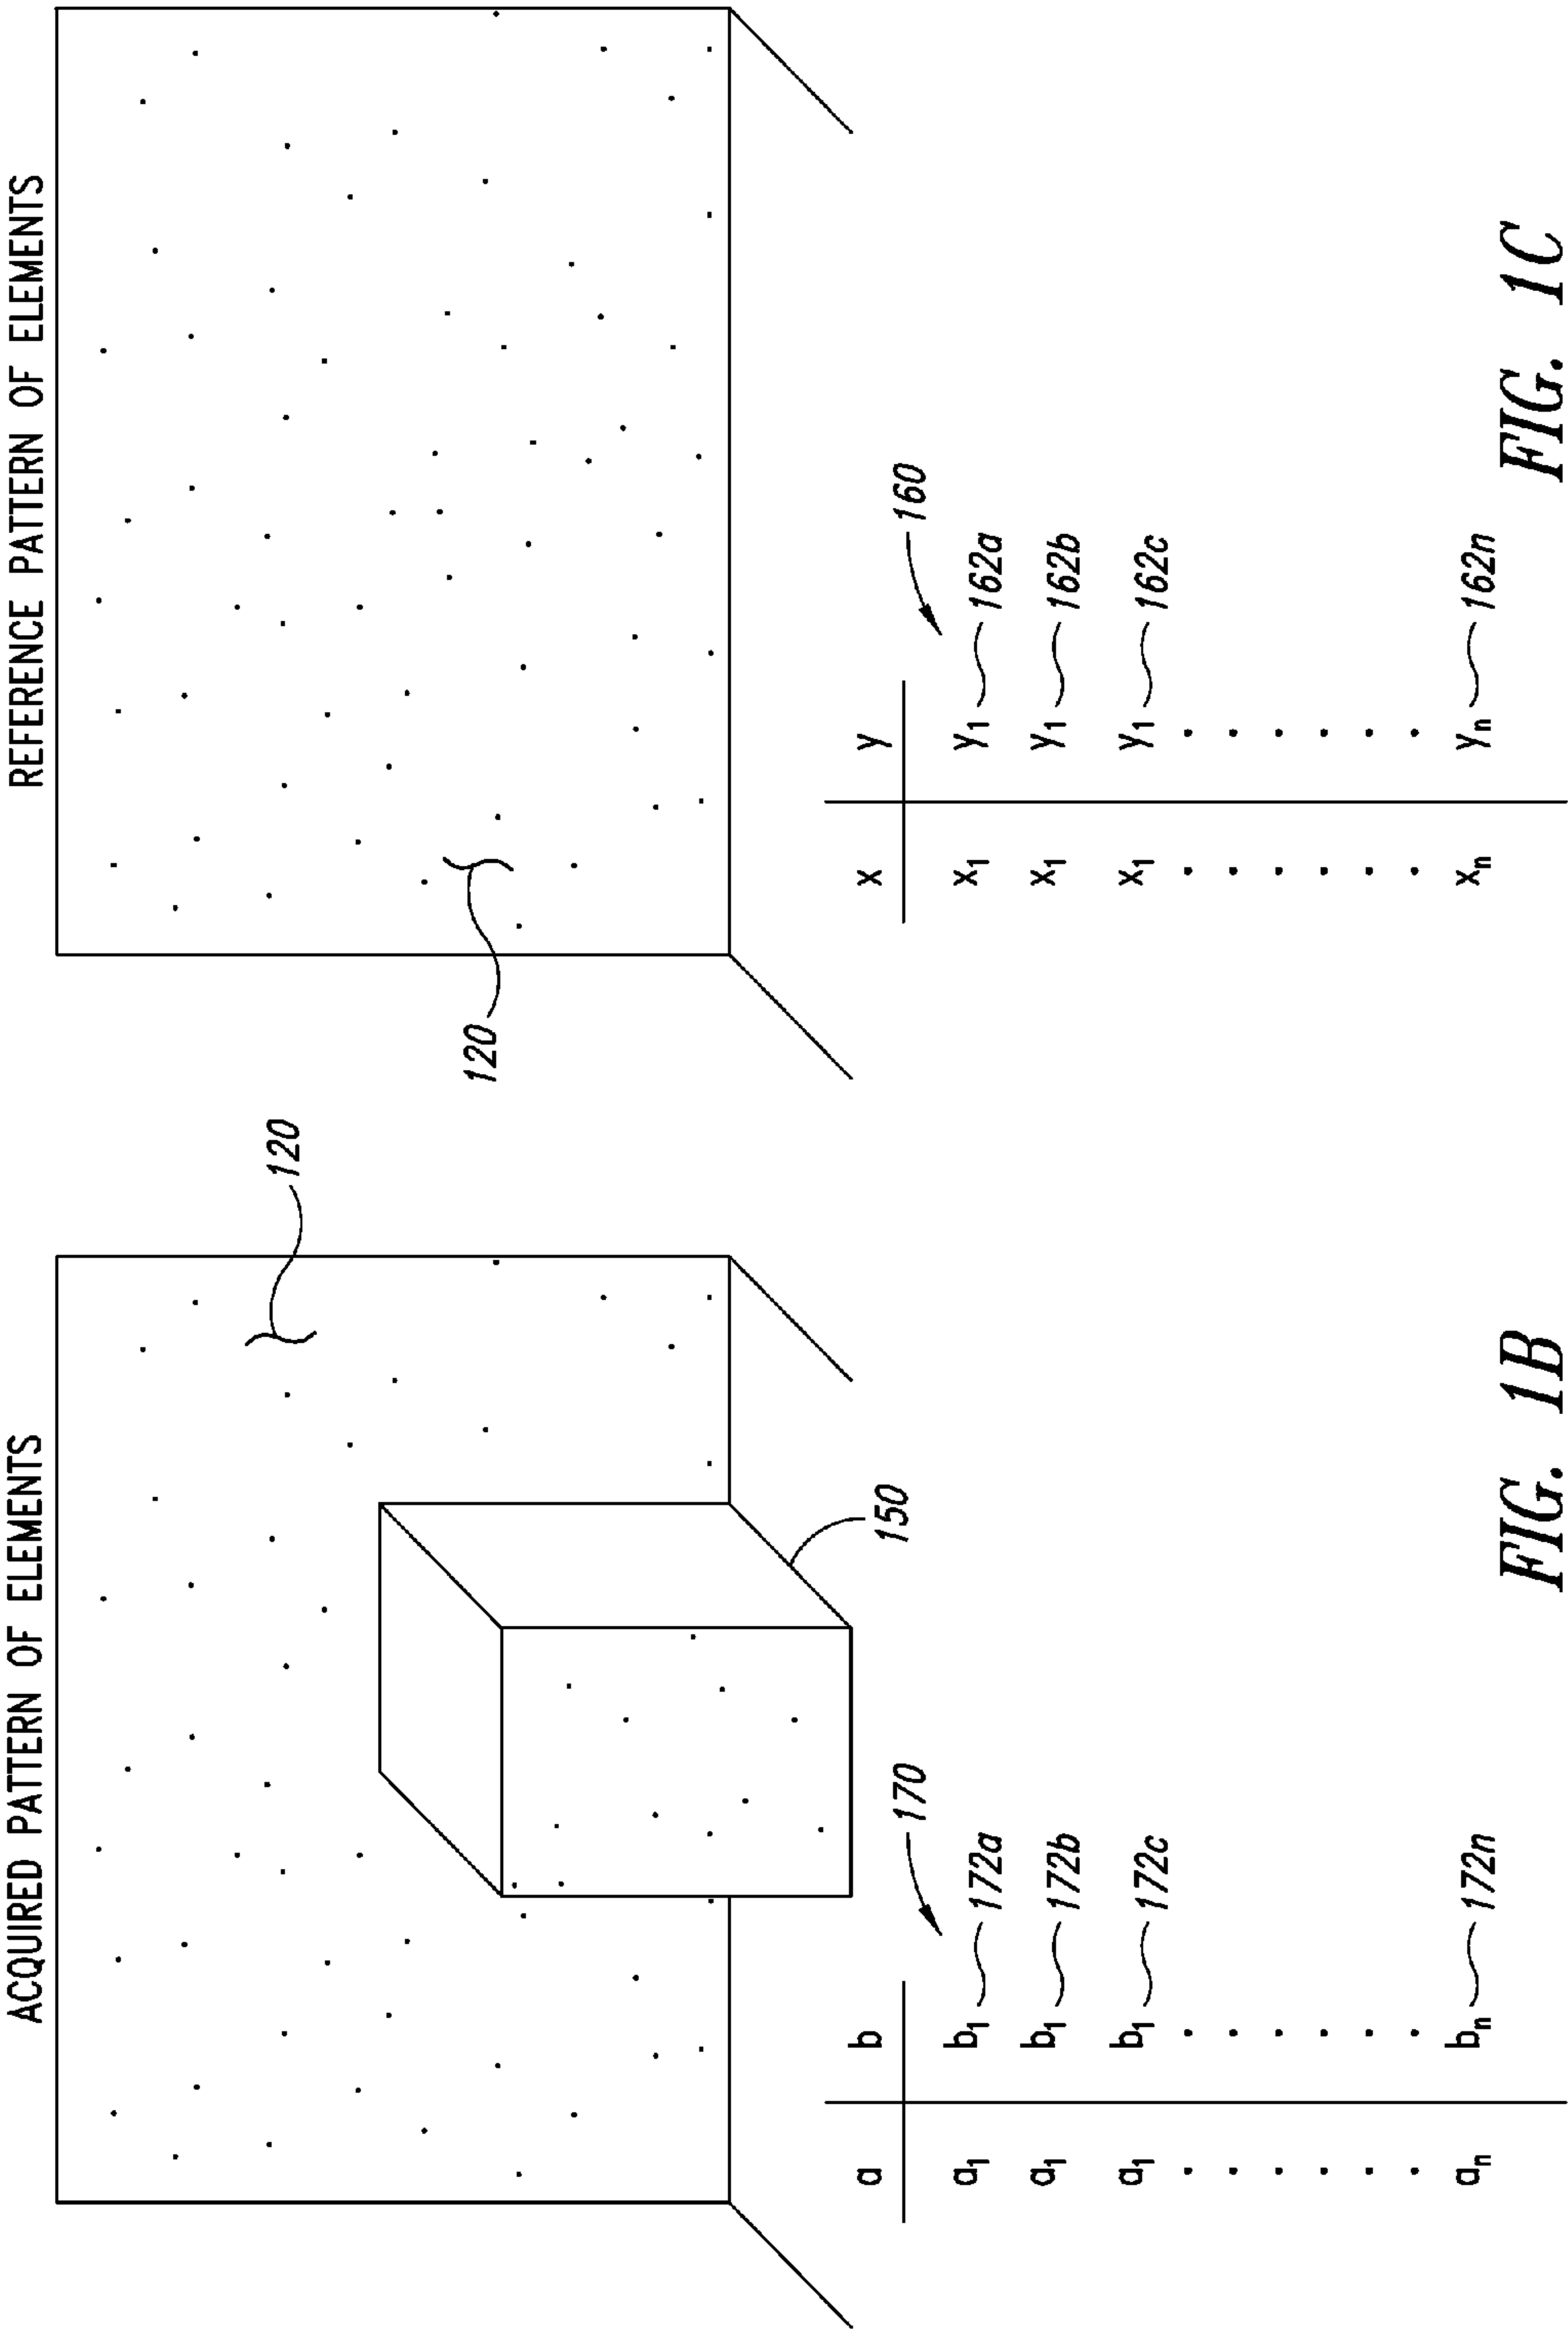 ACQUIRED PATTERN OF ELEMENTS
120
150
170
a b
a1 b1 172a
a1 b1 172b
a1 b1 172c
an bn 172n
FIG. 1B
REFERENCE PATTERN OF ELEMENTS
120
160
x y
x1 y1 162a
x1 y1 162b
x1 y1 162c
xn yn 162n
FIG. 1C